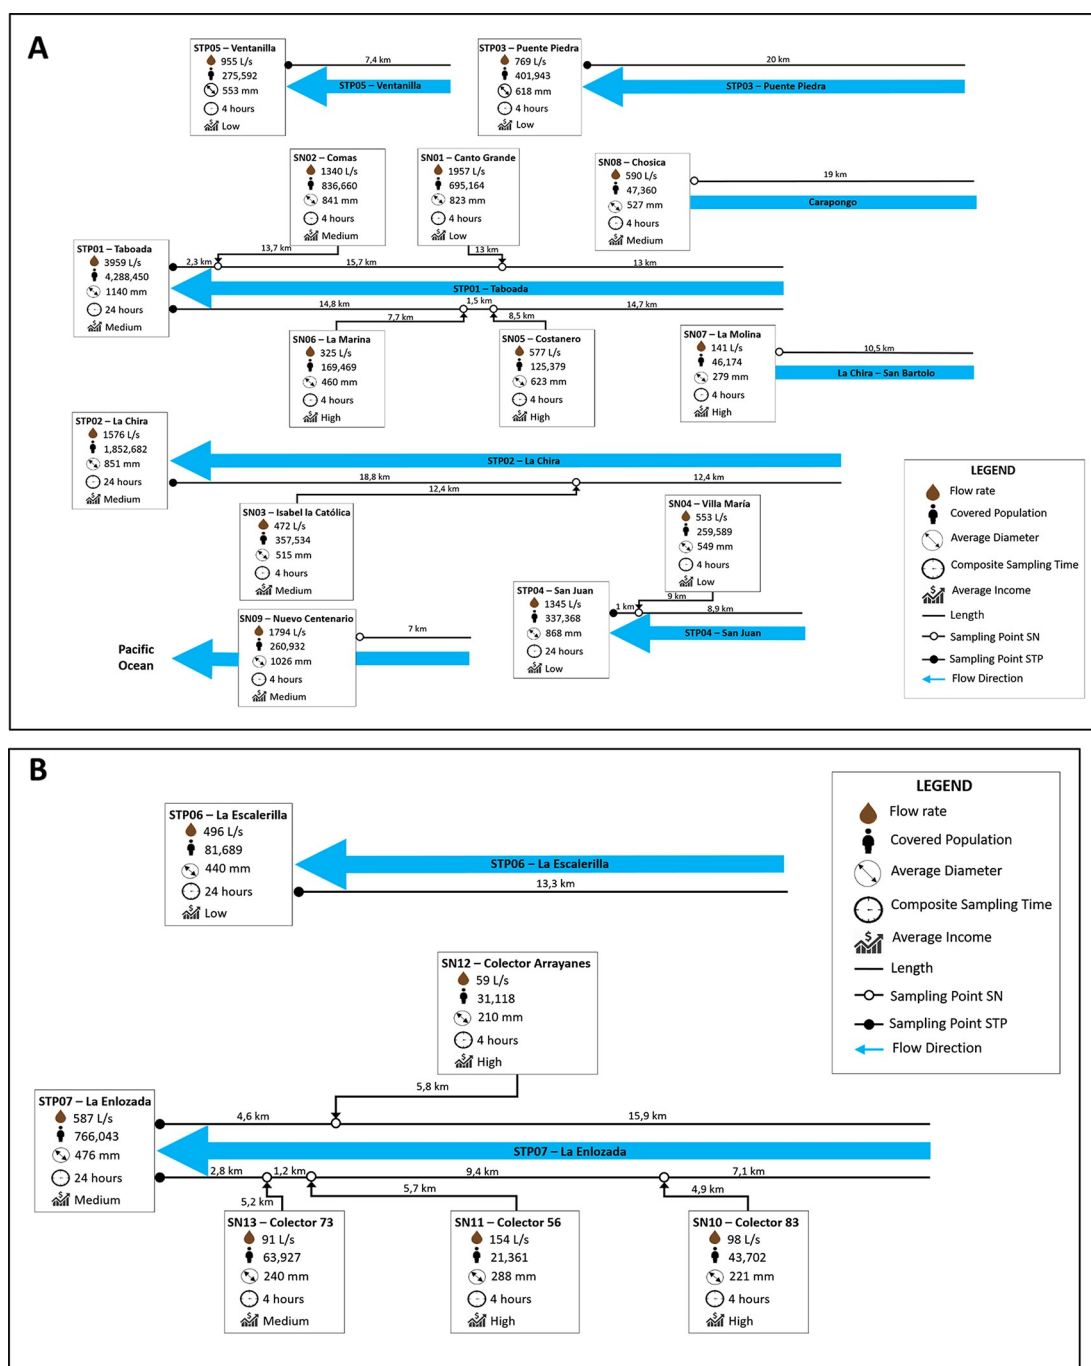 A
STP05 – Ventanilla
955 L/s
275,592
553 mm
4 hours
Low
7,4 km
STP05 – Ventanilla
STP03 – Puente Piedra
769 L/s
401,943
618 mm
4 hours
Low
20 km
STP03 – Puente Piedra
SN02 – Comas
1340 L/s
836,660
841 mm
4 hours
Medium
SN01 – Canto Grande
1957 L/s
695,164
823 mm
4 hours
Low
SN08 – Chosica
590 L/s
47,360
527 mm
4 hours
Medium
19 km
Carapongo
STP01 – Taboada
3959 L/s
4,288,450
1140 mm
24 hours
Medium
2,3 km
13,7 km
15,7 km
13 km
13 km
STP01 – Taboada
14,8 km
1,5 km
14,7 km
7,7 km
8,5 km
SN06 – La Marina
325 L/s
169,469
460 mm
4 hours
High
SN05 – Costanero
577 L/s
125,379
623 mm
4 hours
High
SN07 – La Molina
141 L/s
46,174
279 mm
4 hours
High
10,5 km
La Chira – San Bartolo
STP02 – La Chira
1576 L/s
1,852,682
851 mm
24 hours
Medium
STP02 – La Chira
18,8 km
12,4 km
12,4 km
SN03 – Isabel la Católica
472 L/s
357,534
515 mm
4 hours
Medium
SN04 – Villa María
553 L/s
259,589
549 mm
4 hours
Low
STP04 – San Juan
1345 L/s
337,368
868 mm
24 hours
Low
1 km
9 km
8,9 km
STP04 – San Juan
SN09 – Nuevo Centenario
1794 L/s
260,932
1026 mm
4 hours
Medium
7 km
Pacific
Ocean
LEGEND
Flow rate
Covered Population
Average Diameter
Composite Sampling Time
Average Income
Length
Sampling Point SN
Sampling Point STP
Flow Direction
B
STP06 – La Escalerilla
496 L/s
81,689
440 mm
24 hours
Low
STP06 – La Escalerilla
13,3 km
SN12 – Colector Arrayanes
59 L/s
31,118
210 mm
4 hours
High
STP07 – La Enlozada
587 L/s
766,043
476 mm
24 hours
Medium
4,6 km
5,8 km
15,9 km
STP07 – La Enlozada
2,8 km
1,2 km
9,4 km
7,1 km
5,2 km
5,7 km
4,9 km
SN13 – Colector 73
91 L/s
63,927
240 mm
4 hours
Medium
SN11 – Colector 56
154 L/s
21,361
288 mm
4 hours
High
SN10 – Colector 83
98 L/s
43,702
221 mm
4 hours
High
LEGEND
Flow rate
Covered Population
Average Diameter
Composite Sampling Time
Average Income
Length
Sampling Point SN
Sampling Point STP
Flow Direction